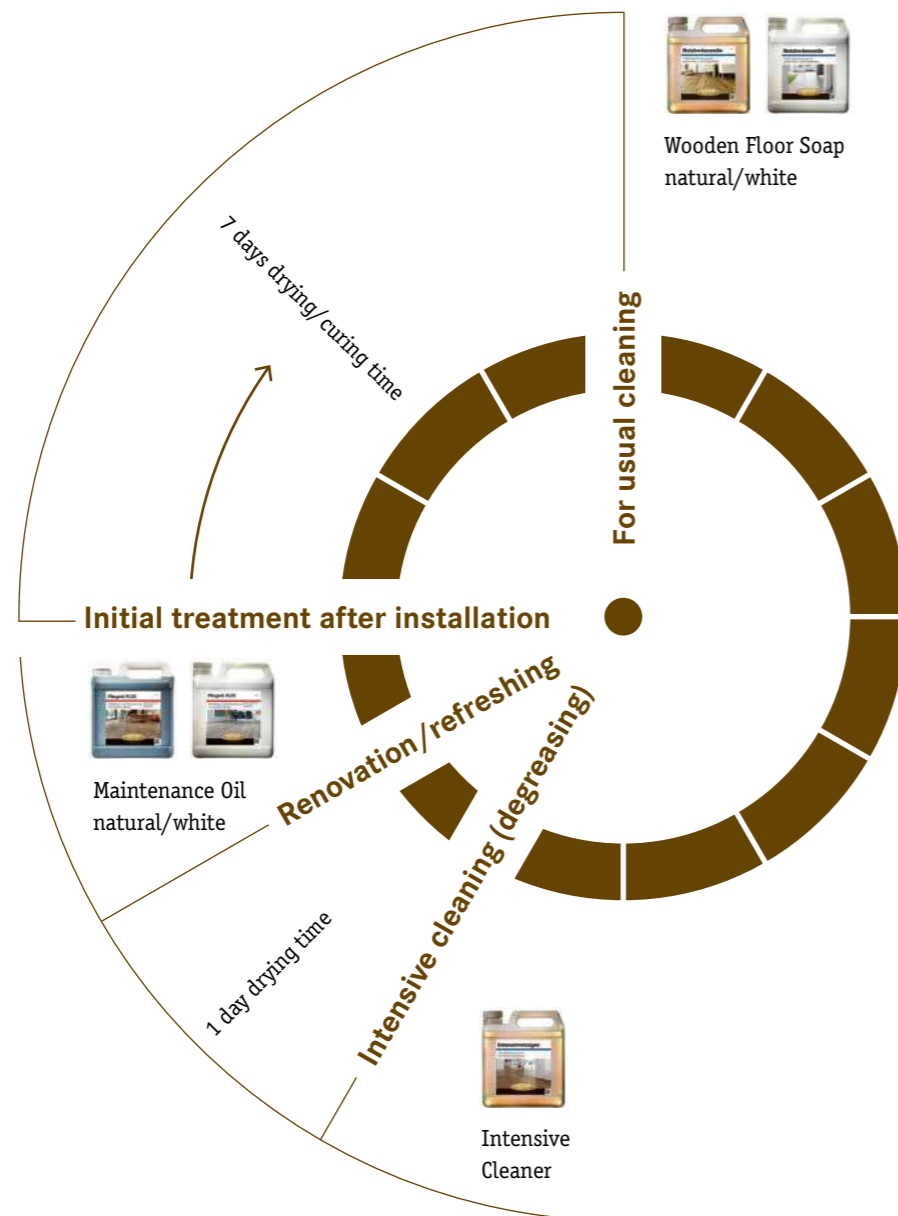 Wooden Floor Soap
natural/white
7 days drying/curing time
For usual cleaning
Initial treatment after installation
Maintenance Oil
natural/white
Renovation/refreshing
1 day drying time
Intensive cleaning (degreasing)
Intensive
Cleaner